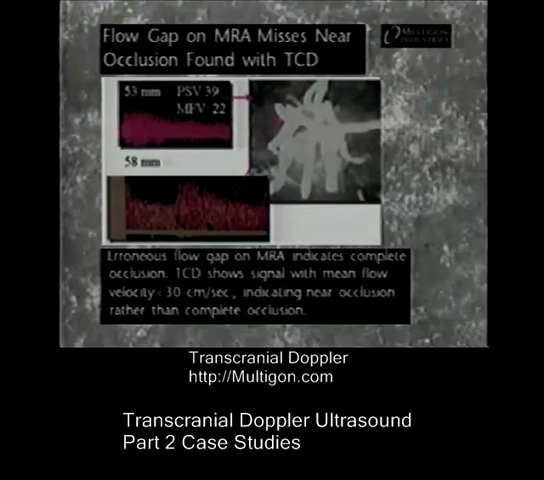 Flow Gap on MRA Misses Near
Occlusion Found with TCD
MULTIGON
INDUSTRIES
53 mm PSV 39
MFV 22
58 mm
Erroneous flow gap on MRA indicates complete
occlusion. TCD shows signal with mean flow
velocity < 30 cm/sec., indicating near occlusion
rather than complete occlusion.
Transcranial Doppler
http://Multigon.com
Transcranial Doppler Ultrasound
Part 2 Case Studies